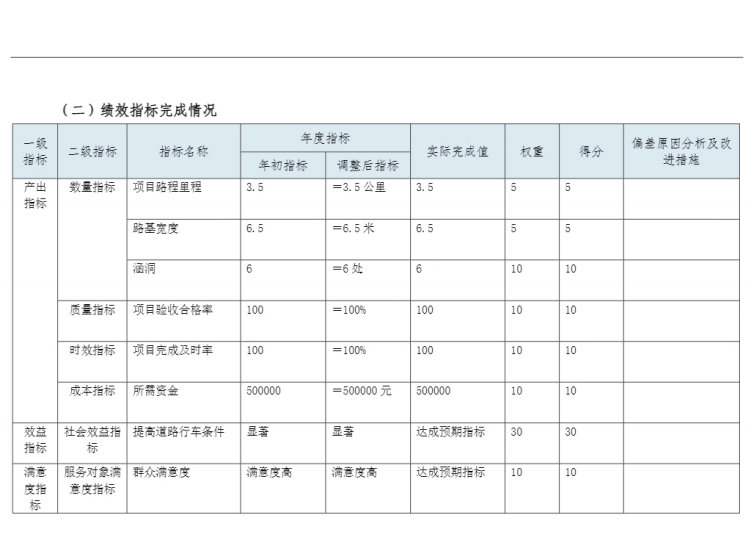 （二）绩效指标完成情况
一级指标 二级指标 指标名称 年度指标 实际完成值 权重 得分 偏差原因分析及改进措施
年初指标 调整后指标
产出指标 数量指标 项目路程里程 3.5 ＝3.5公里 3.5 5 5
路基宽度 6.5 ＝6.5米 6.5 5 5
涵洞 6 ＝6处 6 10 10
质量指标 项目验收合格率 100 ＝100% 100 10 10
时效指标 项目完成及时率 100 ＝100% 100 10 10
成本指标 所需资金 500000 ＝500000元 500000 10 10
效益指标 社会效益指标 提高道路行车条件 显著 显著 达成预期指标 30 30
满意度指标 服务对象满意度指标 群众满意度 满意度高 满意度高 达成预期指标 10 10